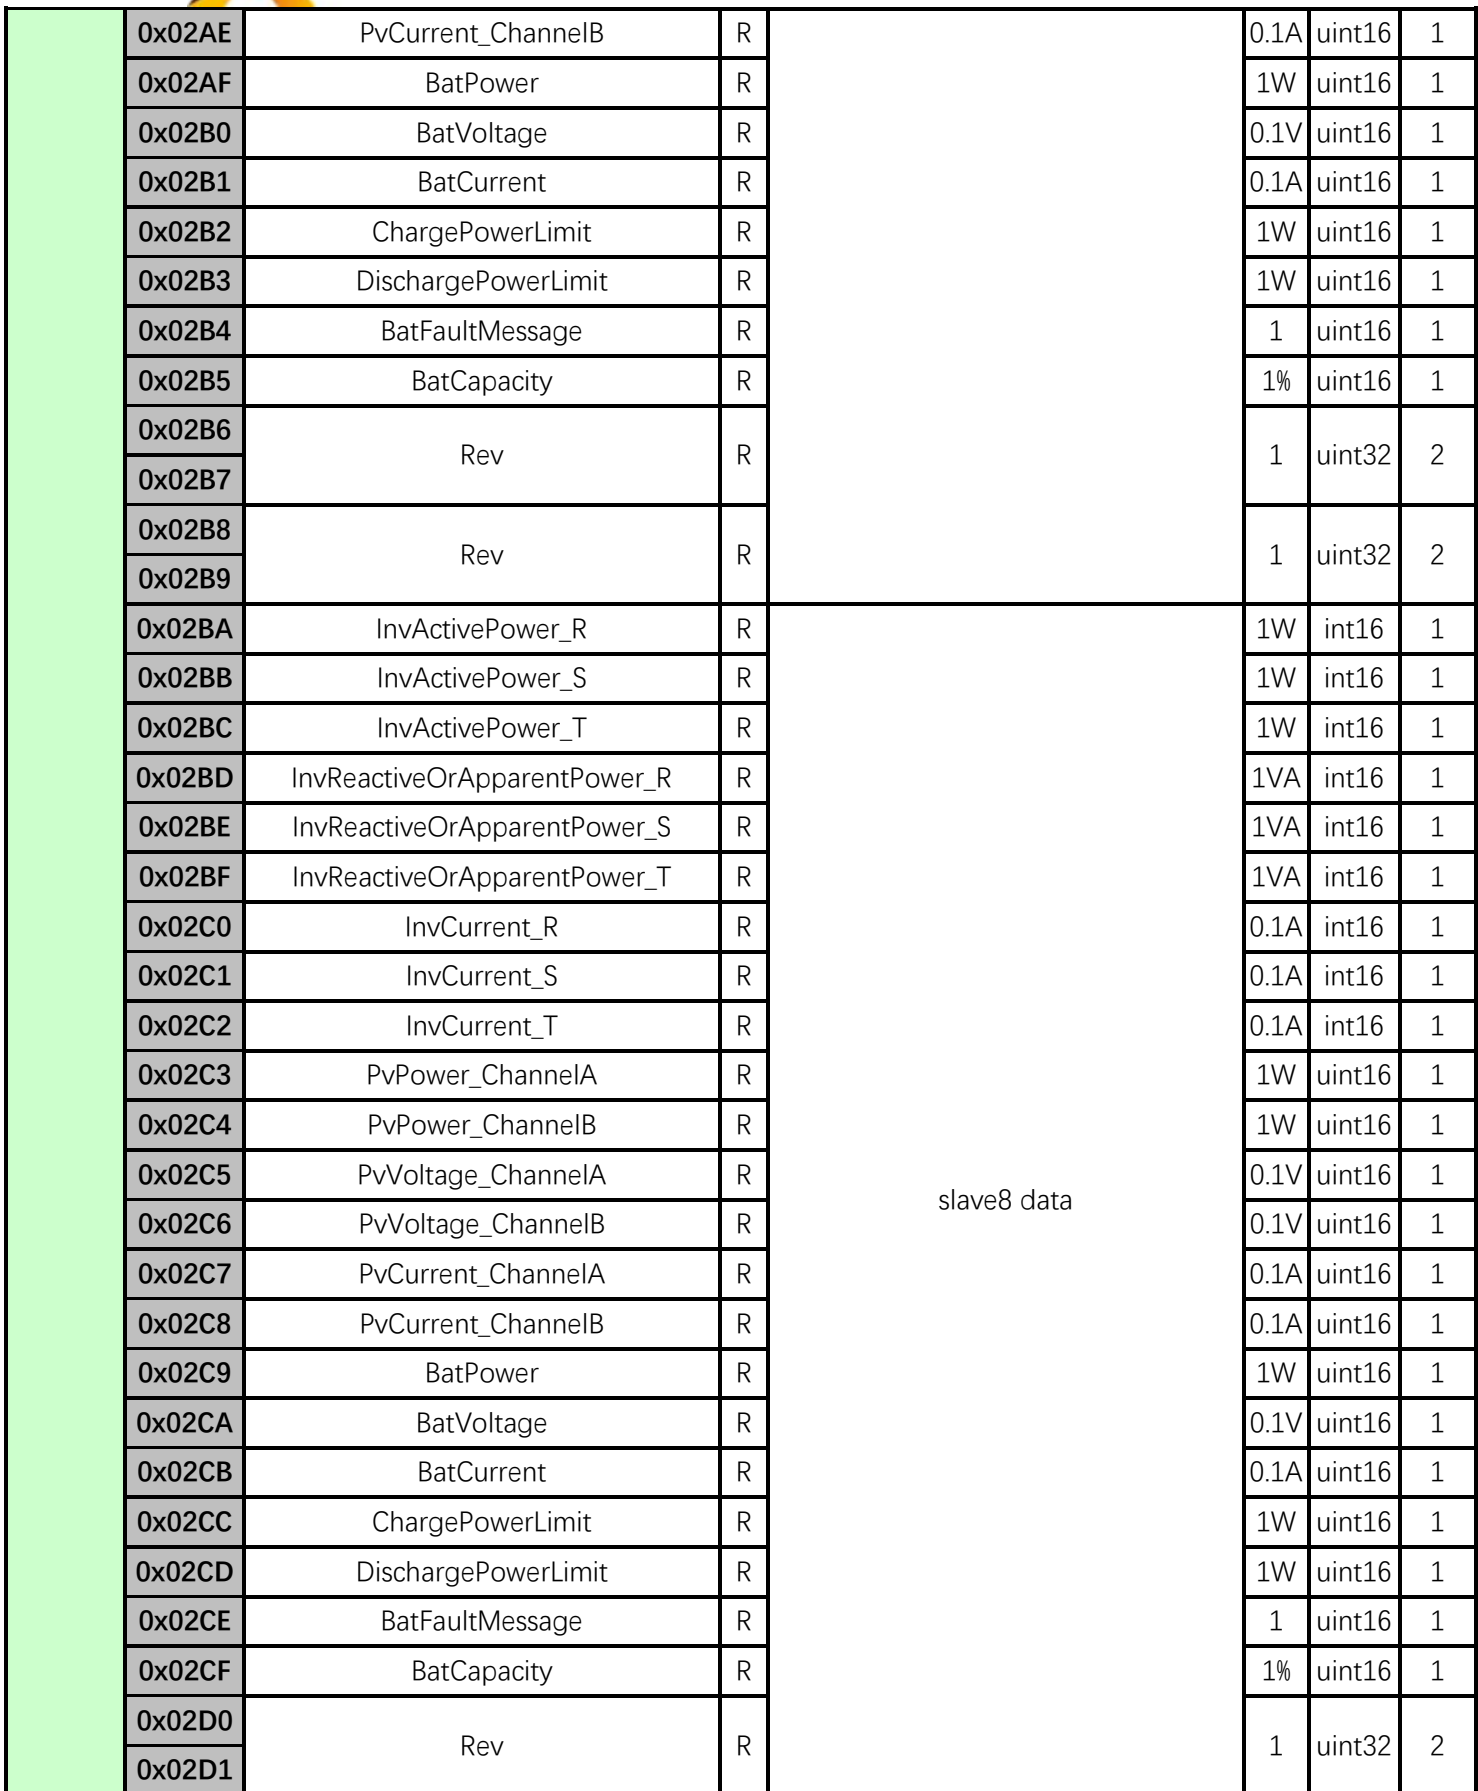 0x02AE PvCurrent_ChannelB R 0.1A uint16 1
0x02AF BatPower R 1W uint16 1
0x02B0 BatVoltage R 0.1V uint16 1
0x02B1 BatCurrent R 0.1A uint16 1
0x02B2 ChargePowerLimit R 1W uint16 1
0x02B3 DischargePowerLimit R 1W uint16 1
0x02B4 BatFaultMessage R 1 uint16 1
0x02B5 BatCapacity R 1% uint16 1
0x02B6
Rev R 1 uint32 2
0x02B7
0x02B8
Rev R 1 uint32 2
0x02B9
0x02BA InvActivePower_R R 1W int16 1
0x02BB InvActivePower_S R 1W int16 1
0x02BC InvActivePower_T R 1W int16 1
0x02BD InvReactiveOrApparentPower_R R 1VA int16 1
0x02BE InvReactiveOrApparentPower_S R 1VA int16 1
0x02BF InvReactiveOrApparentPower_T R 1VA int16 1
0x02C0 InvCurrent_R R 0.1A int16 1
0x02C1 InvCurrent_S R 0.1A int16 1
0x02C2 InvCurrent_T R 0.1A int16 1
0x02C3 PvPower_ChannelA R 1W uint16 1
0x02C4 PvPower_ChannelB R 1W uint16 1
0x02C5 PvVoltage_ChannelA R 0.1V uint16 1
slave8 data
0x02C6 PvVoltage_ChannelB R 0.1V uint16 1
0x02C7 PvCurrent_ChannelA R 0.1A uint16 1
0x02C8 PvCurrent_ChannelB R 0.1A uint16 1
0x02C9 BatPower R 1W uint16 1
0x02CA BatVoltage R 0.1V uint16 1
0x02CB BatCurrent R 0.1A uint16 1
0x02CC ChargePowerLimit R 1W uint16 1
0x02CD DischargePowerLimit R 1W uint16 1
0x02CE BatFaultMessage R 1 uint16 1
0x02CF BatCapacity R 1% uint16 1
0x02D0
Rev R 1 uint32 2
0x02D1